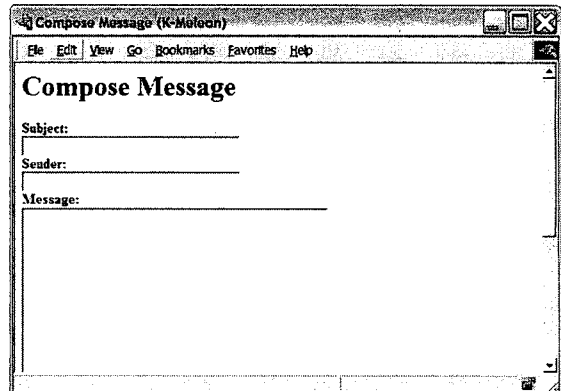 Compose Message (K-Meleon)
File Edit View Go Bookmarks Favorites Help
Compose Message
Subject:
Sender:
Message: